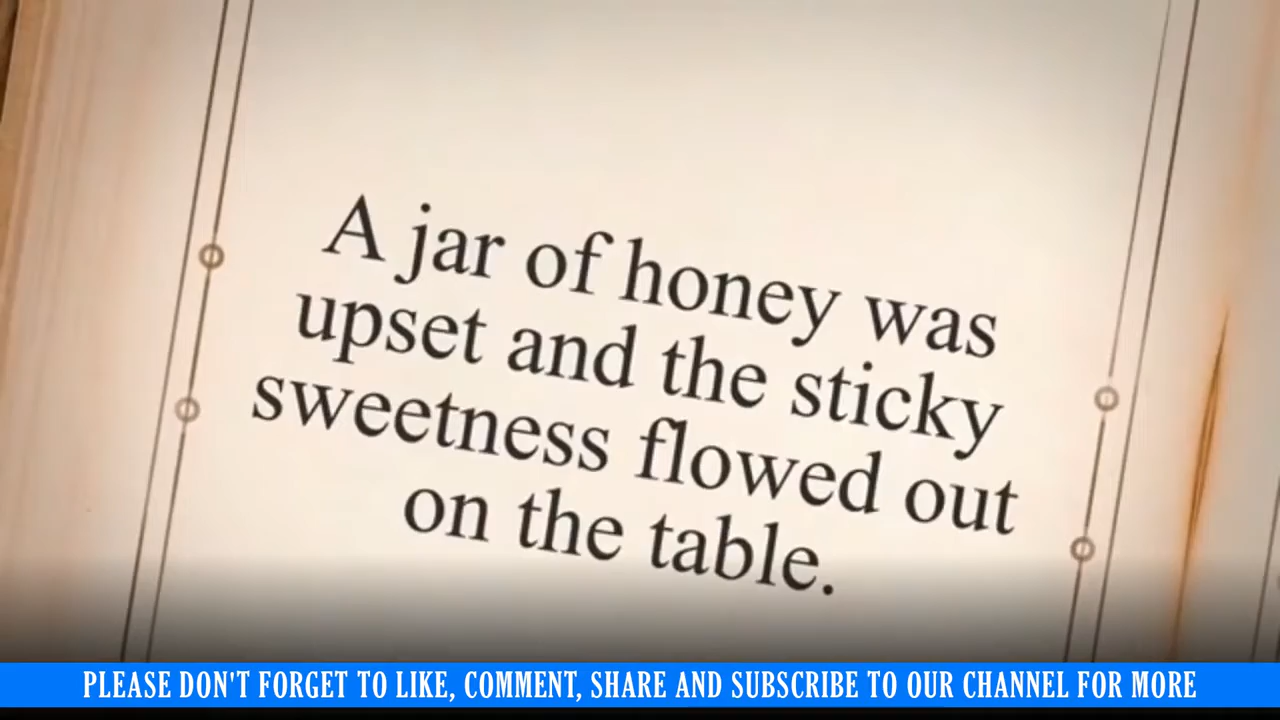 A jar of honey was
upset and the sticky
sweetness flowed out
on the table.
PLEASE DON'T FORGET TO LIKE, COMMENT, SHARE AND SUBSCRIBE TO OUR CHANNEL FOR MORE